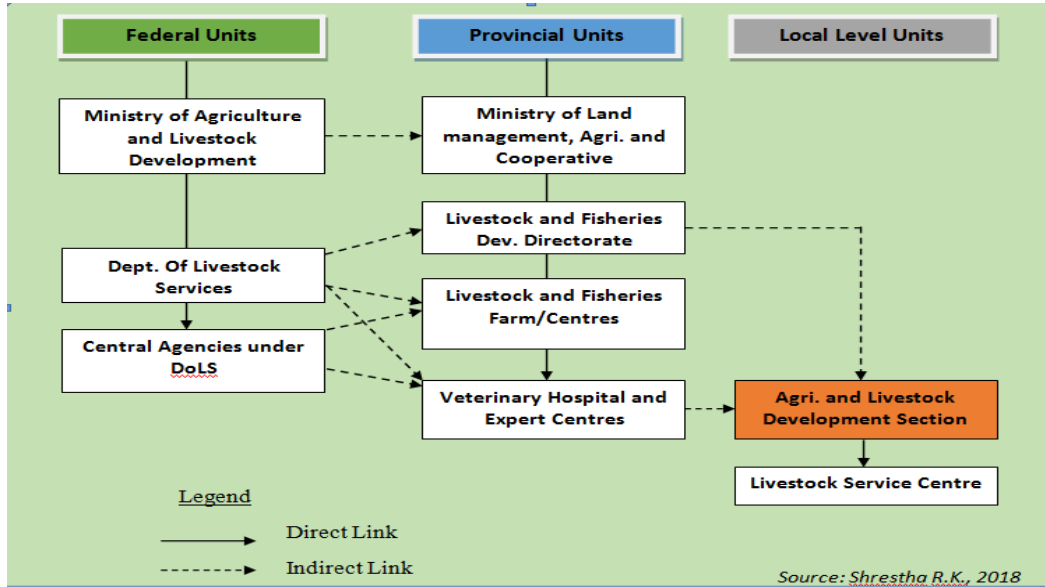 Federal Units
Provincial Units
Local Level Units
Ministry of Agriculture
and Livestock
Development
Ministry of Land
management, Agri. and
Cooperative
Livestock and Fisheries
Dev. Directorate
Dept. Of Livestock
Services
Livestock and Fisheries
Farm/Centres
Central Agencies under
DoLS
Veterinary Hospital and
Expert Centres
Agri. and Livestock
Development Section
Livestock Service Centre
Legend
Direct Link
Indirect Link
Source: Shrestha R.K., 2018